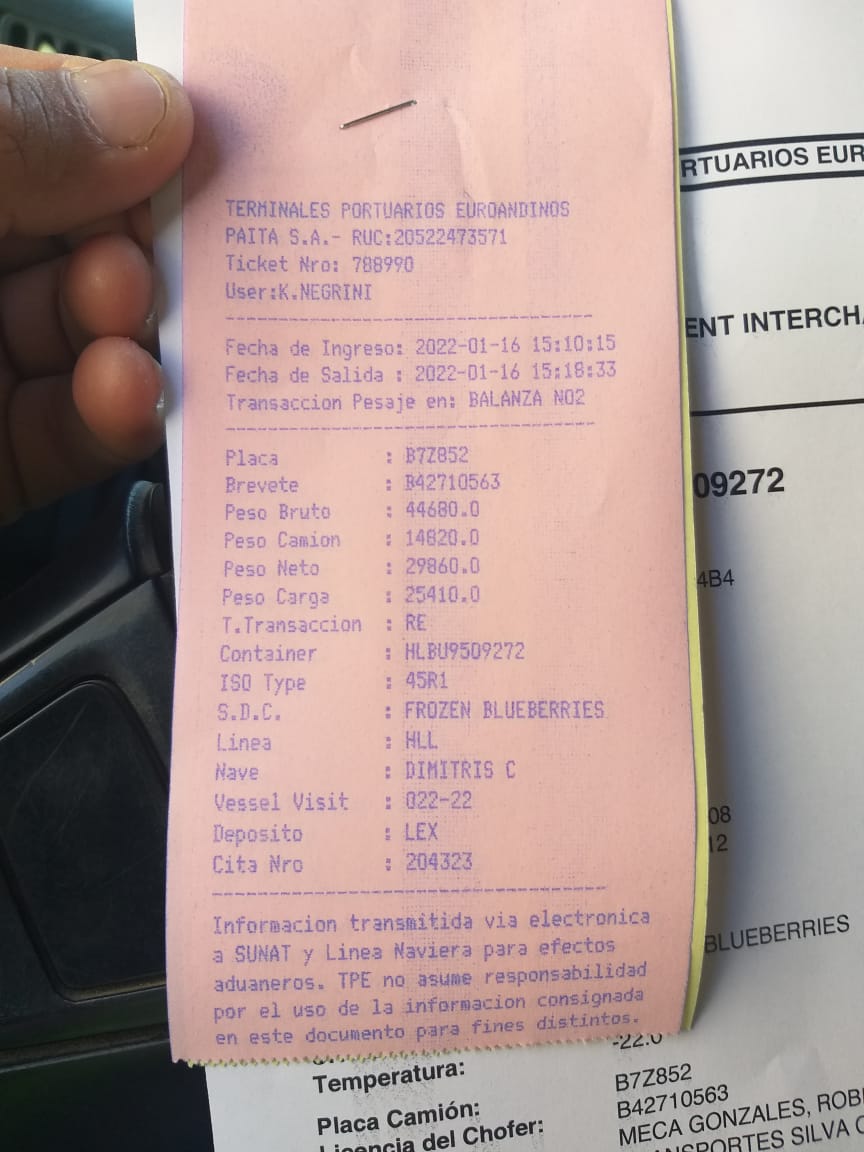 TERMINALES PORTUARIOS EUROANDINOS
PAITA S.A.- RUC:20522473571
Ticket Nro: 788990
User:K.NEGRINI
Fecha de Ingreso: 2022-01-16 15:10:15
Fecha de Salida : 2022-01-16 15:18:33
Transaccion Pesaje en: BALANZA NO2
Placa : B7Z852
Brevete : B42710563
Peso Bruto : 44680.0
Peso Camion : 14820.0
Peso Neto : 29860.0
Peso Carga : 25410.0
T.Transaccion : RE
Container : HLBU9509272
ISO Type : 45R1
S.D.C. : FROZEN BLUEBERRIES
Linea : HLL
Nave : DIMITRIS C
Vessel Visit : 022-22
Deposito : LEX
Cita Nro : 204323
Informacion transmitida via electronica
a SUNAT y Linea Naviera para efectos
aduaneros. TPE no asume responsabilidad
por el uso de la informacion consignada
en este documento para fines distintos.
RTUARIOS EUR
ENT INTERCHA
09272
4B4
08
12
BLUEBERRIES
-22.0
Temperatura:
Placa Camión: B7Z852
Licencia del Chofer: B42710563
MECA GONZALES, ROB
ANSPORTES SILVA